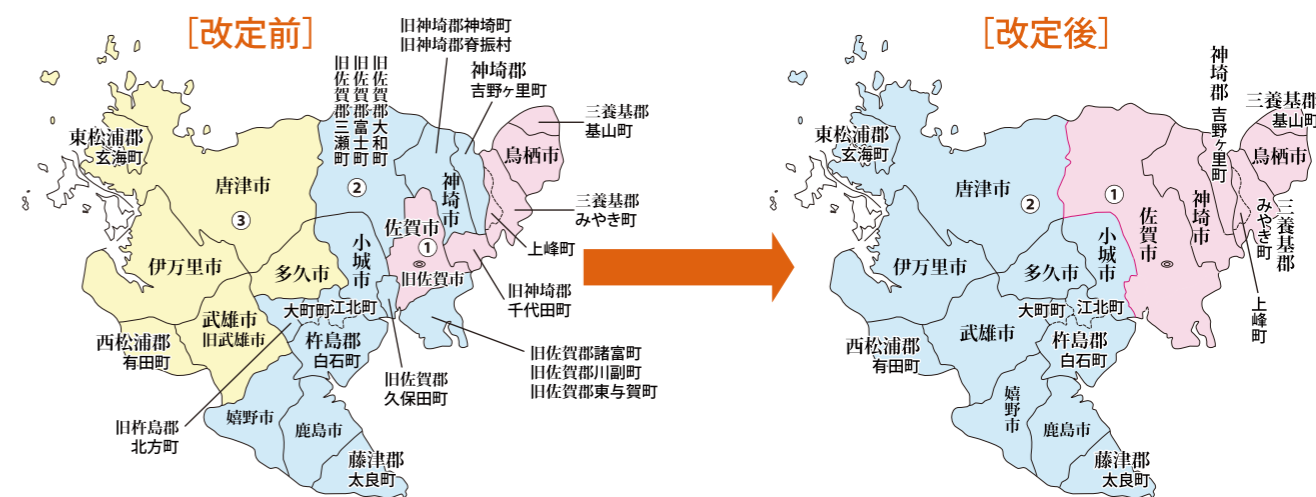 [改定前]
旧神埼郡神埼町
旧神埼郡脊振村
神埼郡
吉野ヶ里町
旧佐賀郡大和町
旧佐賀郡富士町
旧佐賀郡三瀬町
三養基郡
基山町
鳥栖市
東松浦郡
玄海町
唐津市
②
③
神埼市
三養基郡
みやき町
佐賀市
①
上峰町
旧佐賀市
小城市
伊万里市
多久市
旧神埼郡
千代田町
大町町
江北町
武雄市
旧武雄市
西松浦郡
有田町
杵島郡
白石町
旧佐賀郡諸富町
旧佐賀郡川副町
旧佐賀郡東与賀町
旧佐賀郡
久保田町
旧杵島郡
北方町
嬉野市
鹿島市
藤津郡
太良町
[改定後]
神埼郡
吉野ヶ里町
三養基郡
基山町
鳥栖市
東松浦郡
玄海町
唐津市
②
①
佐賀市
神埼市
三養基郡
みやき町
上峰町
小城市
伊万里市
多久市
大町町
江北町
武雄市
西松浦郡
有田町
杵島郡
白石町
嬉野市
鹿島市
藤津郡
太良町